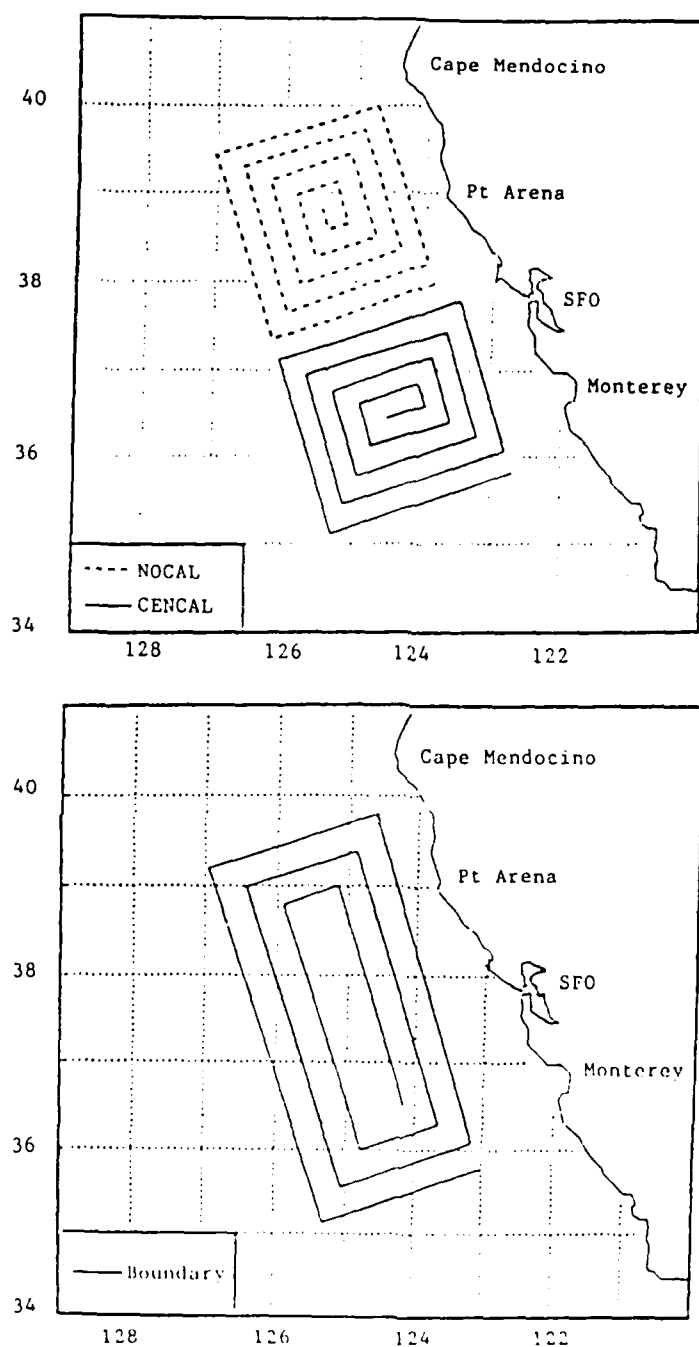 Cape Mendocino
40
Pt Arena
38
SFO
Monterey
36
NOCAL
CENCAL
34
128 126 124 122
Cape Mendocino
40
Pt Arena
38
SFO
Monterey
36
Boundary
34
128 126 124 122